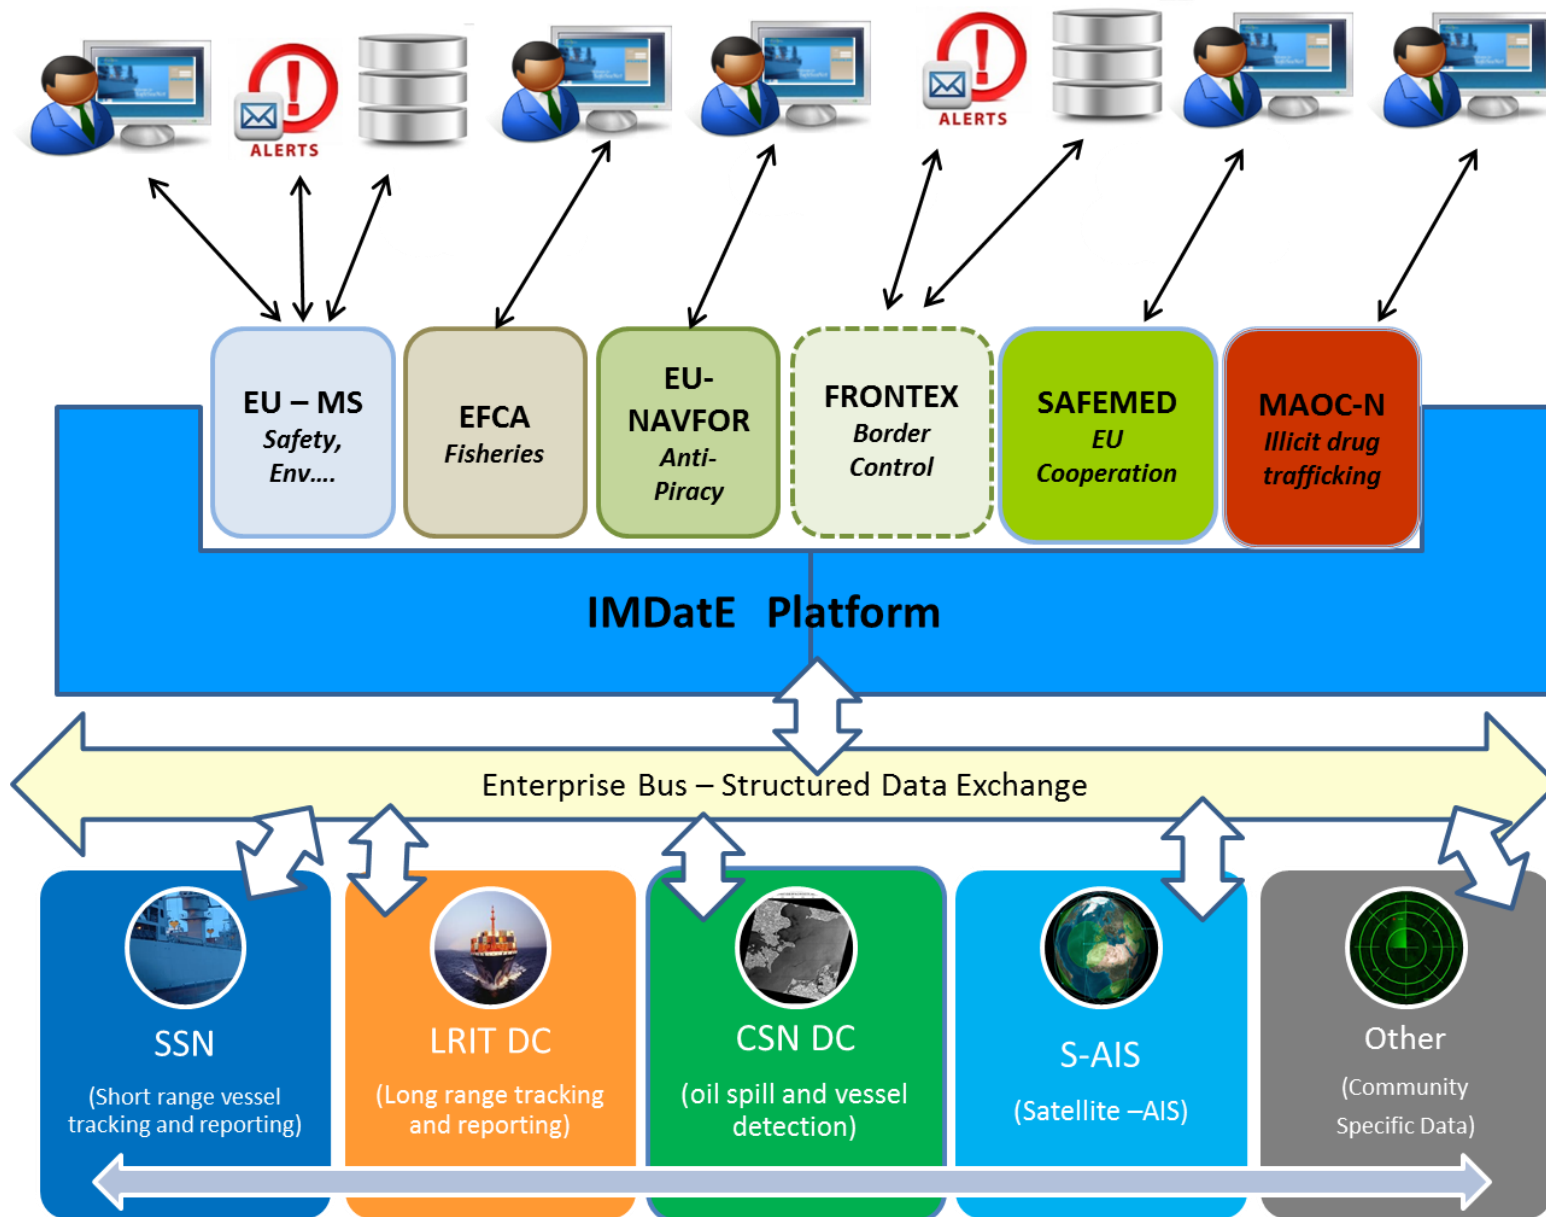 ALERTS
ALERTS
EU – MS
Safety,
Env....
EFCA
Fisheries
EU-
NAVFOR
Anti-
Piracy
FRONTEX
Border
Control
SAFEMED
EU
Cooperation
MAOC-N
Illicit drug
trafficking
IMDatE Platform
Enterprise Bus – Structured Data Exchange
SSN
(Short range vessel
tracking and reporting)
LRIT DC
(Long range tracking
and reporting)
CSN DC
(oil spill and vessel
detection)
S-AIS
(Satellite –AIS)
Other
(Community
Specific Data)